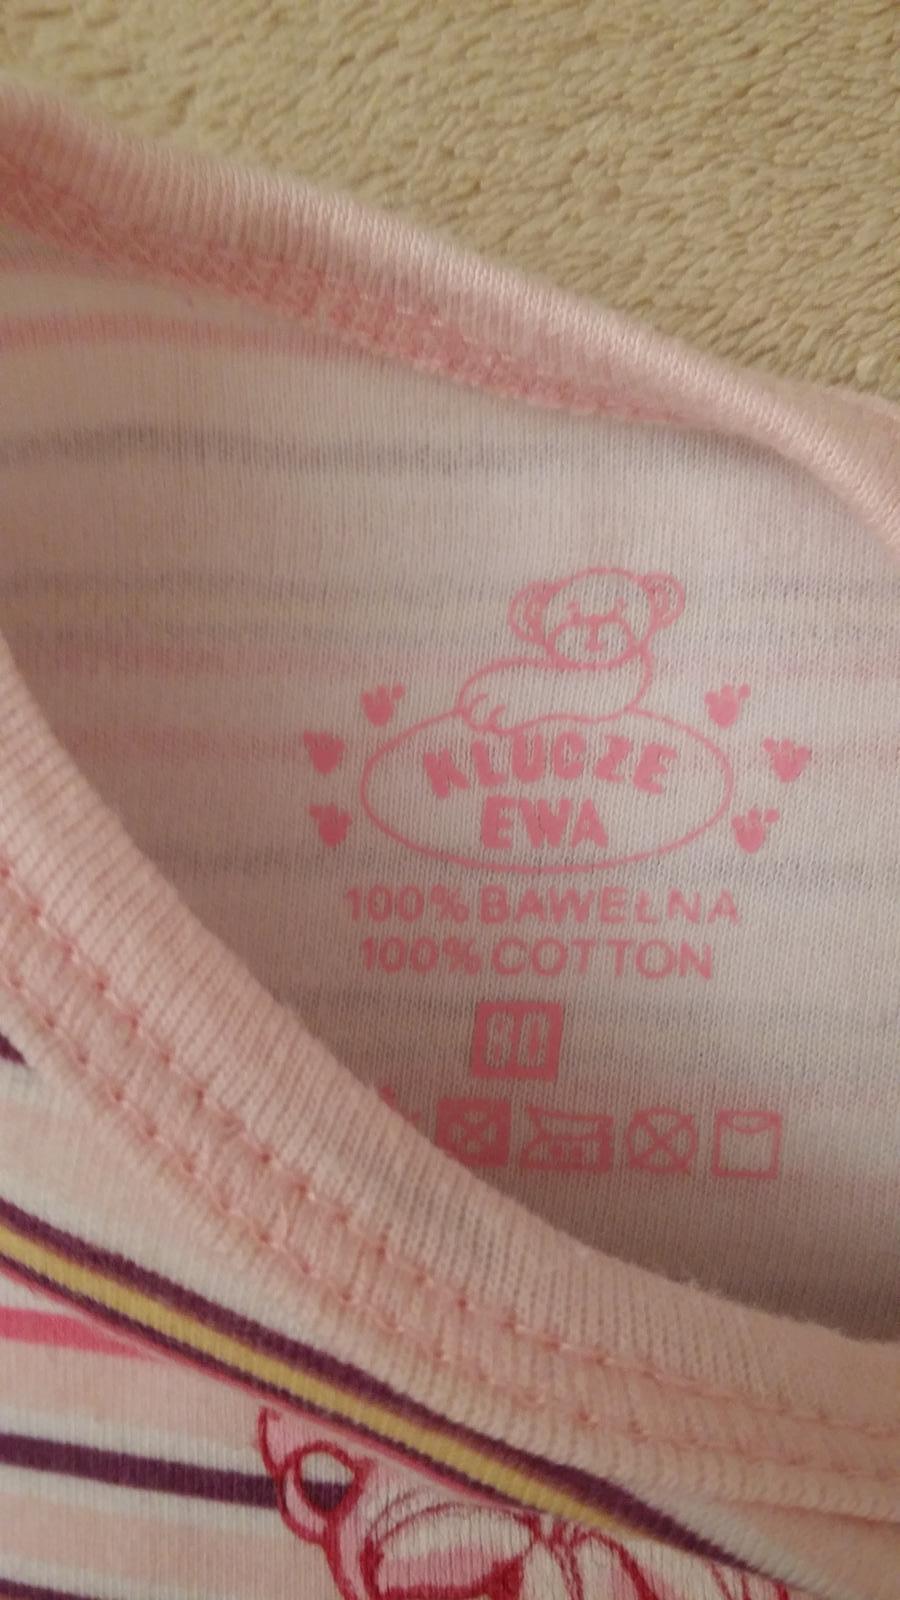 KLUCZE
EWA
100% BAWEŁNA
100% COTTON
80